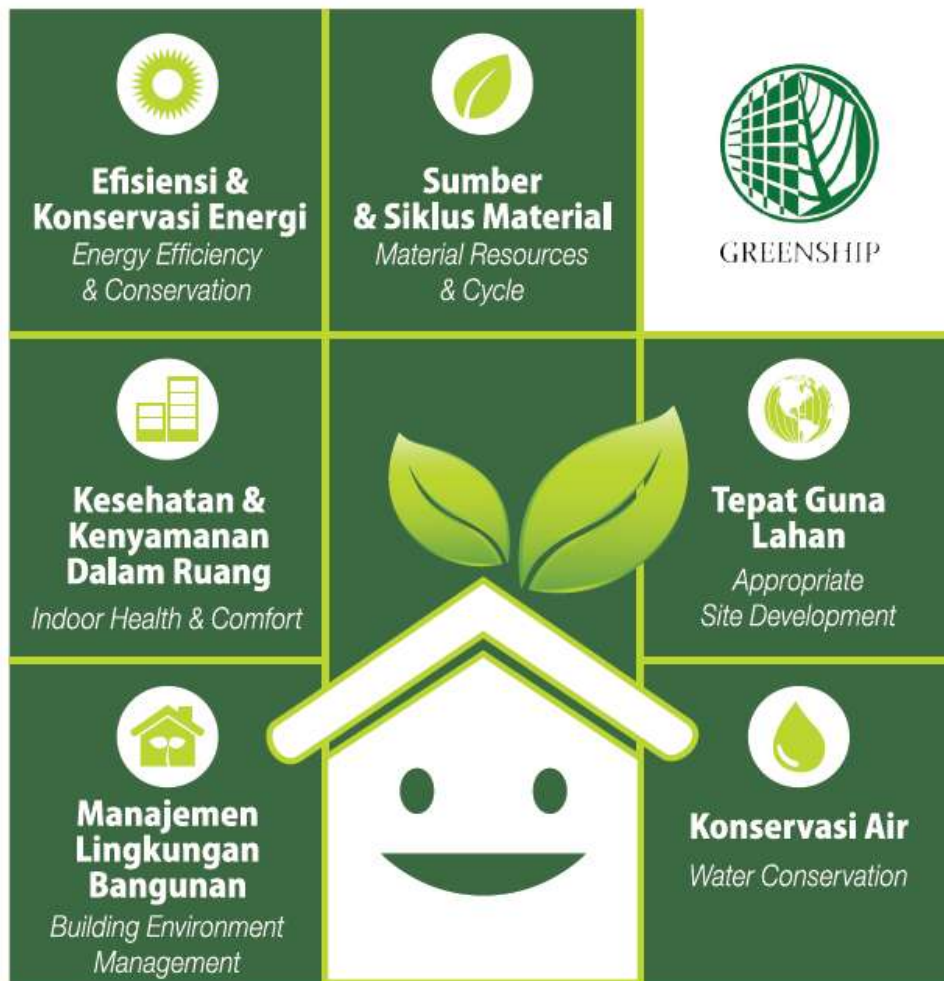 Efisiensi &
Konservasi Energi
Energy Efficiency
& Conservation
Sumber
& Siklus Material
Material Resources
& Cycle
GREENSHIP
Kesehatan &
Kenyamanan
Dalam Ruang
Indoor Health & Comfort
Tepat Guna
Lahan
Appropriate
Site Development
Manajemen
Lingkungan
Bangunan
Building Environment
Management
Konservasi Air
Water Conservation